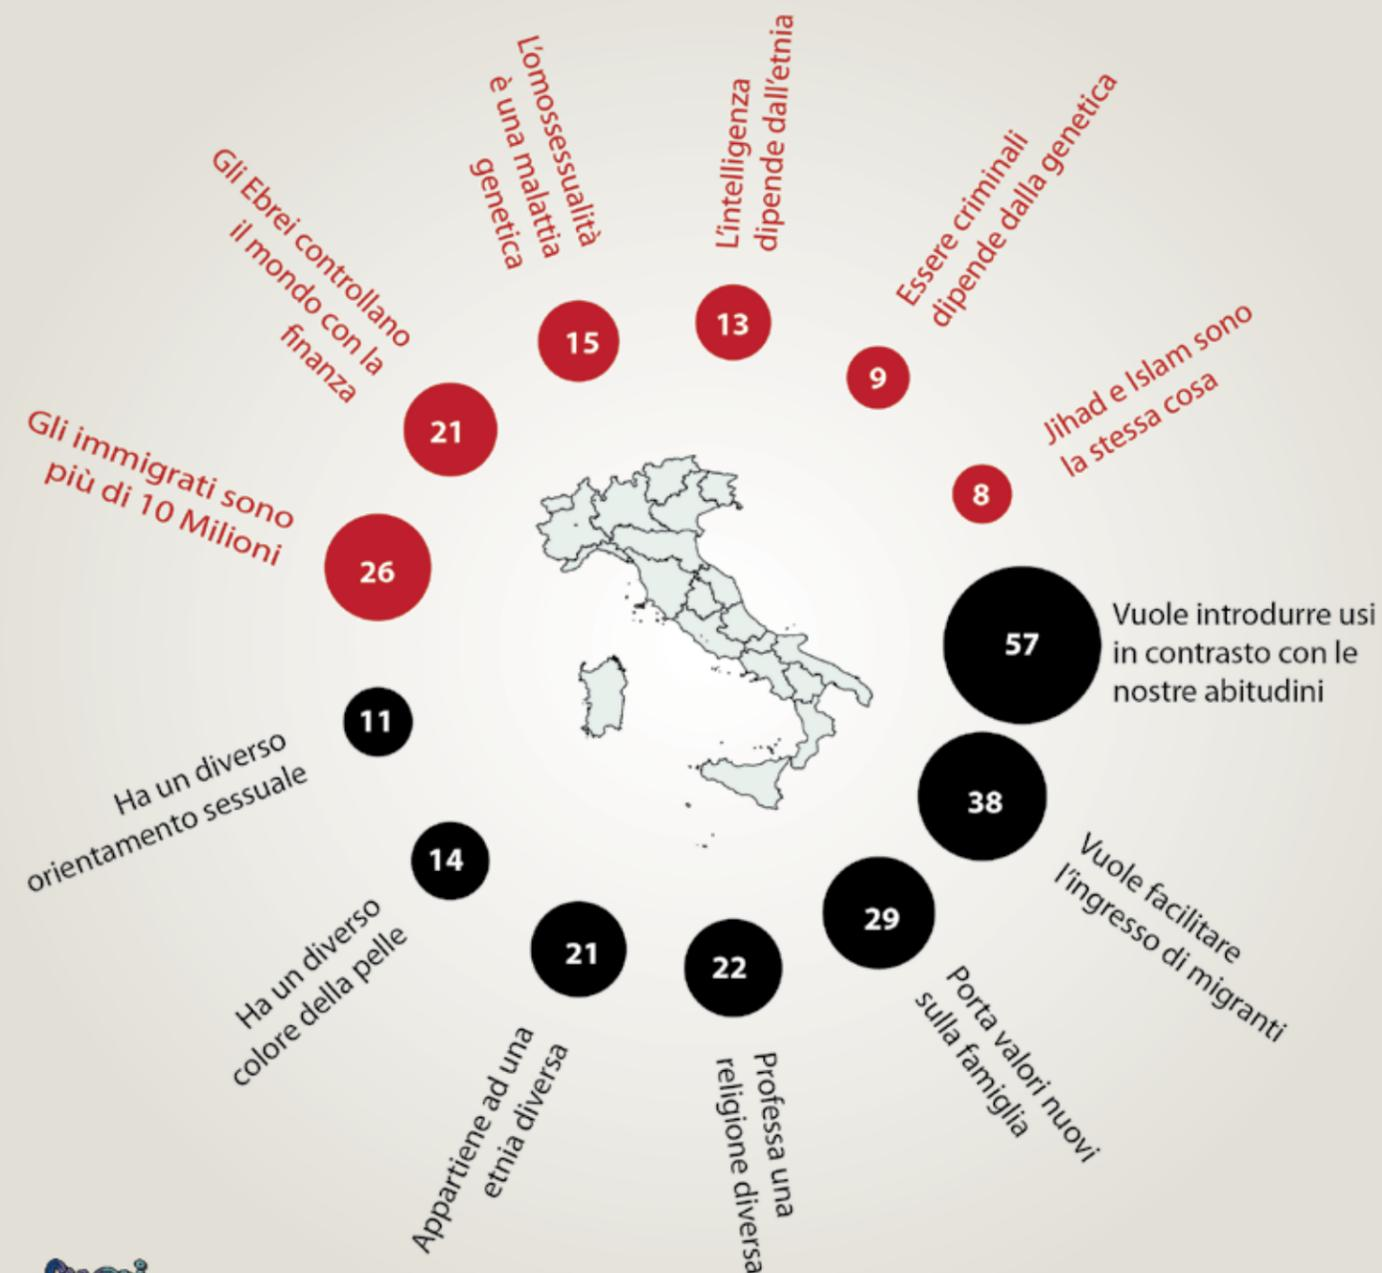 L'omossessualità
è una malattia
genetica
15
L'intelligenza
dipende dall'etnia
13
Essere criminali
dipende dalla genetica
9
Jihad e Islam sono
la stessa cosa
8
Gli Ebrei controllano
il mondo con la
finanza
21
Gli immigrati sono
più di 10 Milioni
26
Vuole introdurre usi
in contrasto con le
nostre abitudini
57
Vuole facilitare
l'ingresso di migranti
38
Porta valori nuovi
sulla famiglia
29
Professa una
religione diversa
22
Appartiene ad una
etnia diversa
21
Ha un diverso
colore della pelle
14
Ha un diverso
orientamento sessuale
11